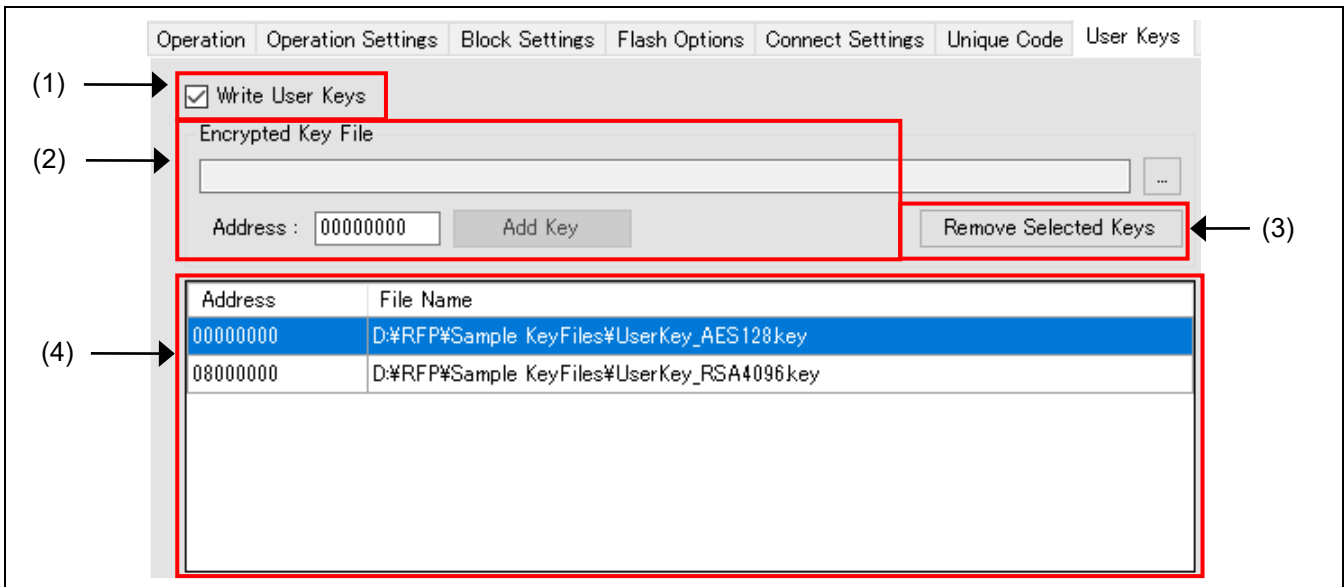 Operation Operation Settings Block Settings Flash Options Connect Settings Unique Code User Keys
(1) Write User Keys
Encrypted Key File
(2) ...
Address : 00000000 Add Key Remove Selected Keys (3)
Address File Name
00000000 D:¥RFP¥Sample KeyFiles¥UserKey_AES128.key
(4)
08000000 D:¥RFP¥Sample KeyFiles¥UserKey_RSA4096.key